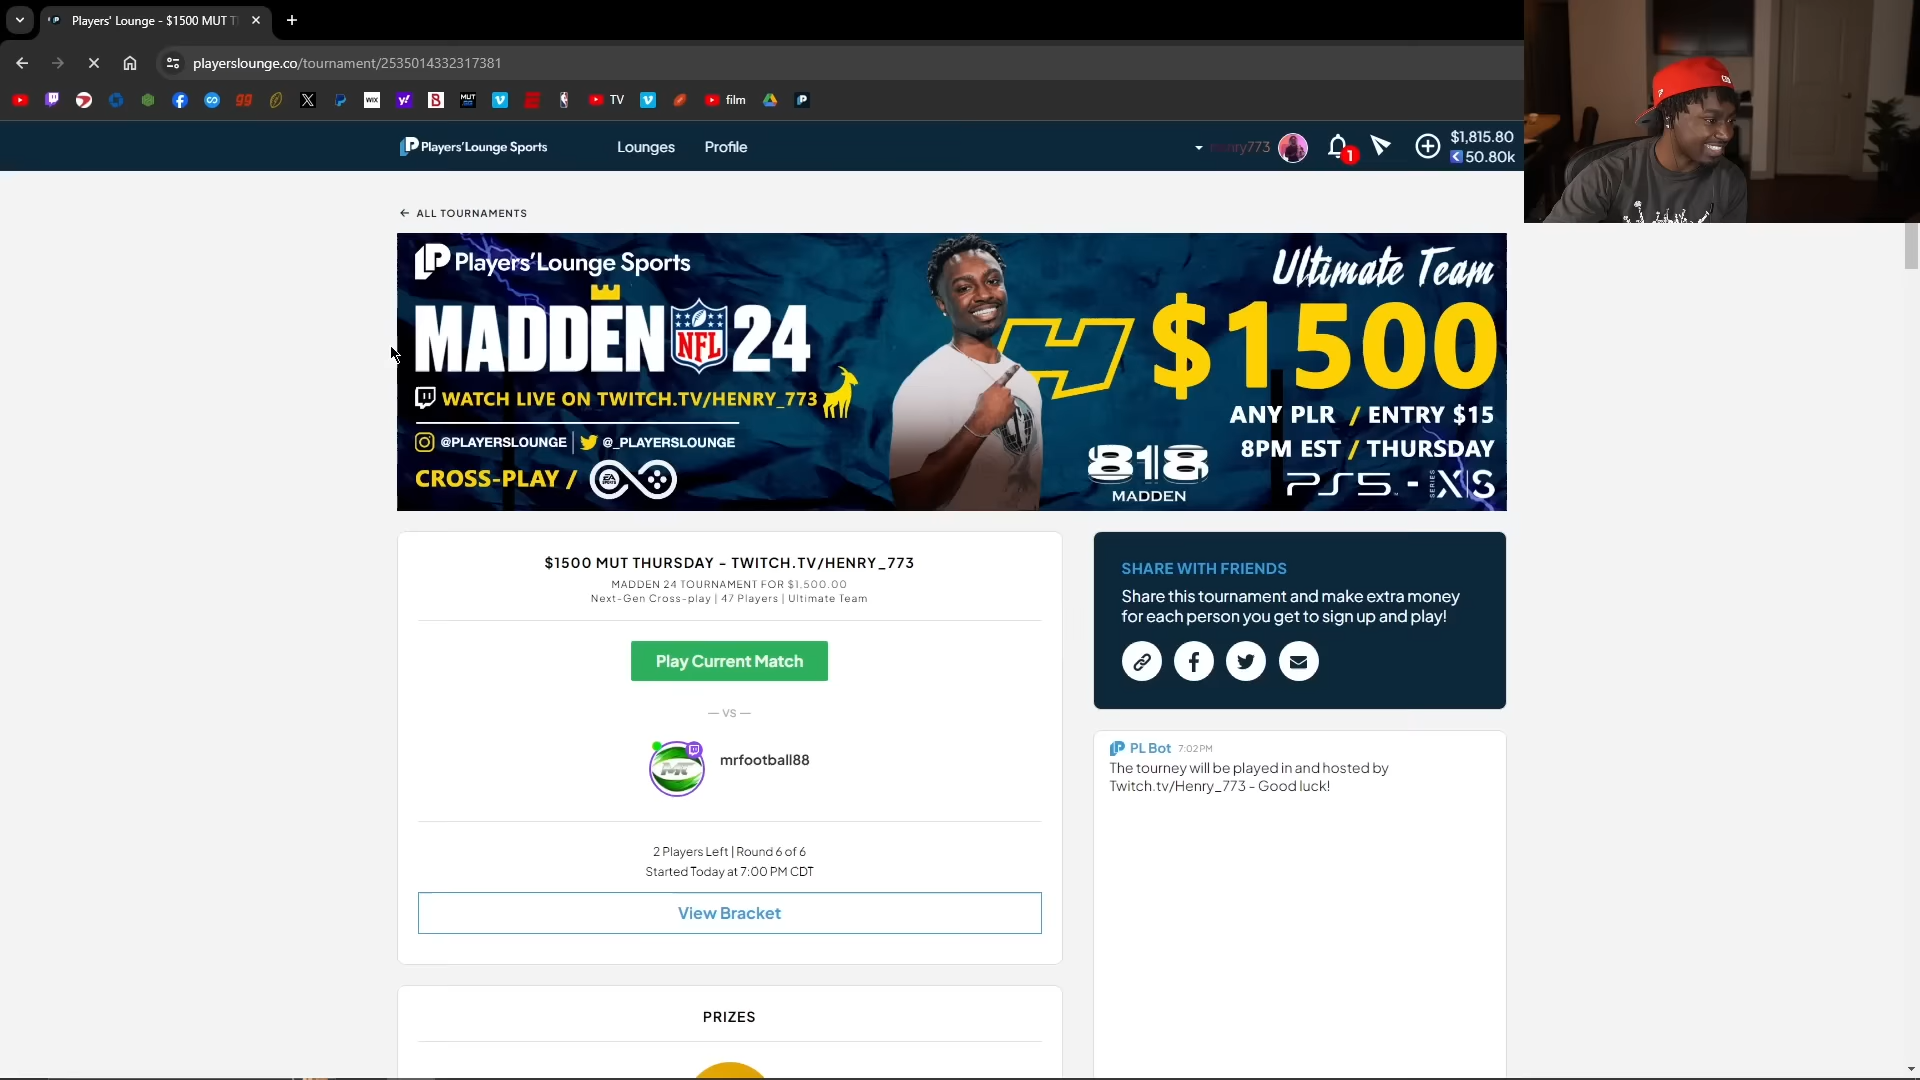 Players' Lounge - $1500 MUT T
playerslounge.co/tournament/2535014332317381
TV
film
Players' Lounge Sports
Lounges
Profile
henry773
1
$1,815.80
50.80k
ALL TOURNAMENTS
Players' Lounge Sports
MADDEN NFL 24
WATCH LIVE ON TWITCH.TV/HENRY_773
@PLAYERSLOUNGE | @_PLAYERSLOUNGE
CROSS-PLAY /
EA SPORTS
H
818
MADDEN
Ultimate Team
$1500
ANY PLR / ENTRY $15
8PM EST / THURSDAY
PS5 - SERIES X|S
$1500 MUT THURSDAY - TWITCH.TV/HENRY_773
MADDEN 24 TOURNAMENT FOR $1,500.00
Next-Gen Cross-play | 47 Players | Ultimate Team
Play Current Match
— VS —
mrfootball88
2 Players Left | Round 6 of 6
Started Today at 7:00 PM CDT
View Bracket
PRIZES
SHARE WITH FRIENDS
Share this tournament and make extra money
for each person you get to sign up and play!
PL Bot 7:02PM
The tourney will be played in and hosted by
Twitch.tv/Henry_773 - Good luck!